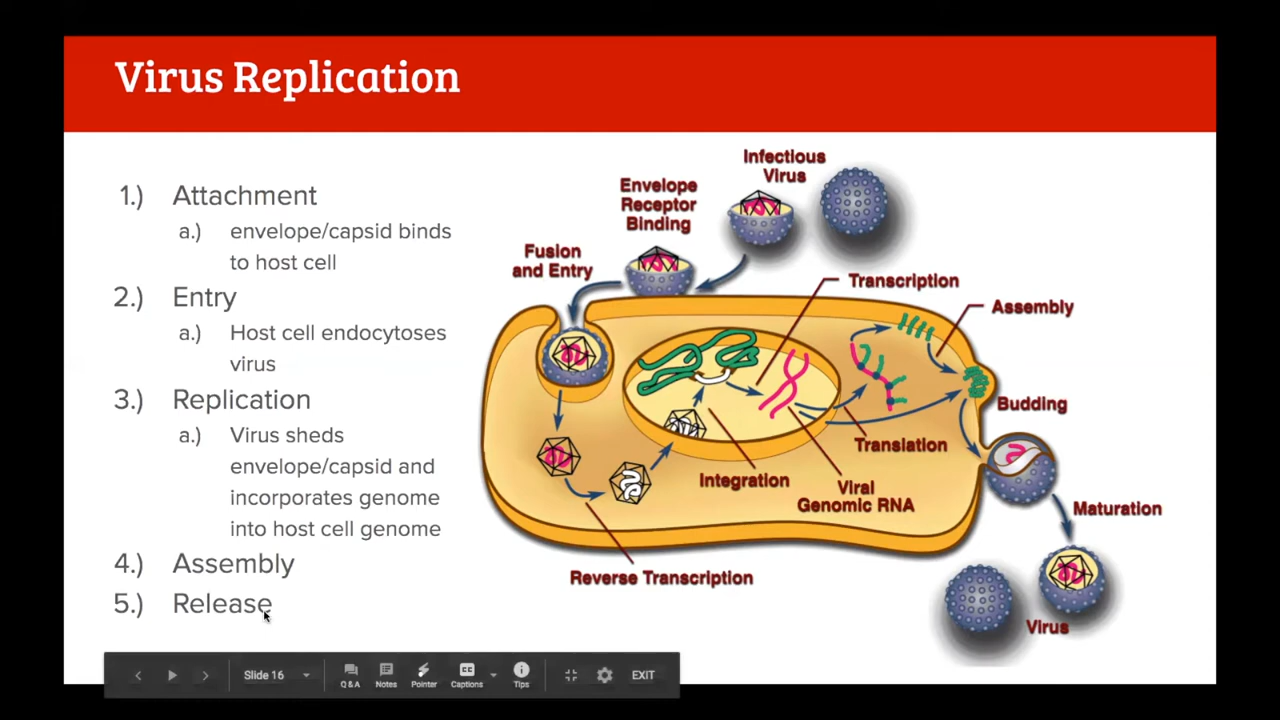 Virus Replication
1.) Attachment
a.) envelope/capsid binds
to host cell
2.) Entry
a.) Host cell endocytoses
virus
3.) Replication
a.) Virus sheds
envelope/capsid and
incorporates genome
into host cell genome
4.) Assembly
5.) Release
Infectious
Virus
Envelope
Receptor
Binding
Fusion
and Entry
Transcription
Assembly
Budding
Translation
Integration
Viral
Genomic RNA
Maturation
Reverse Transcription
Virus
Slide 16
Q & A
Notes
Pointer
CC
Captions
Tips
EXIT